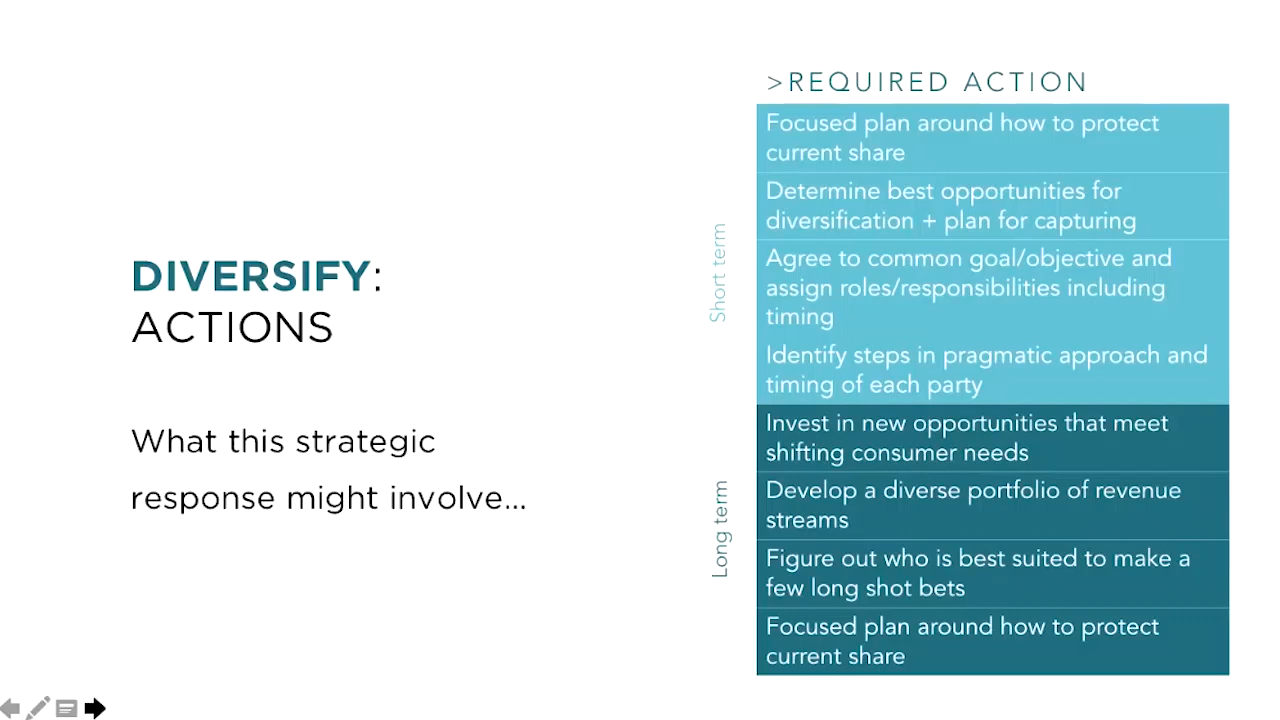 DIVERSIFY:
ACTIONS
What this strategic
response might involve...
>REQUIRED ACTION
Short term
Focused plan around how to protect
current share
Determine best opportunities for
diversification + plan for capturing
Agree to common goal/objective and
assign roles/responsibilities including
timing
Identify steps in pragmatic approach and
timing of each party
Long term
Invest in new opportunities that meet
shifting consumer needs
Develop a diverse portfolio of revenue
streams
Figure out who is best suited to make a
few long shot bets
Focused plan around how to protect
current share